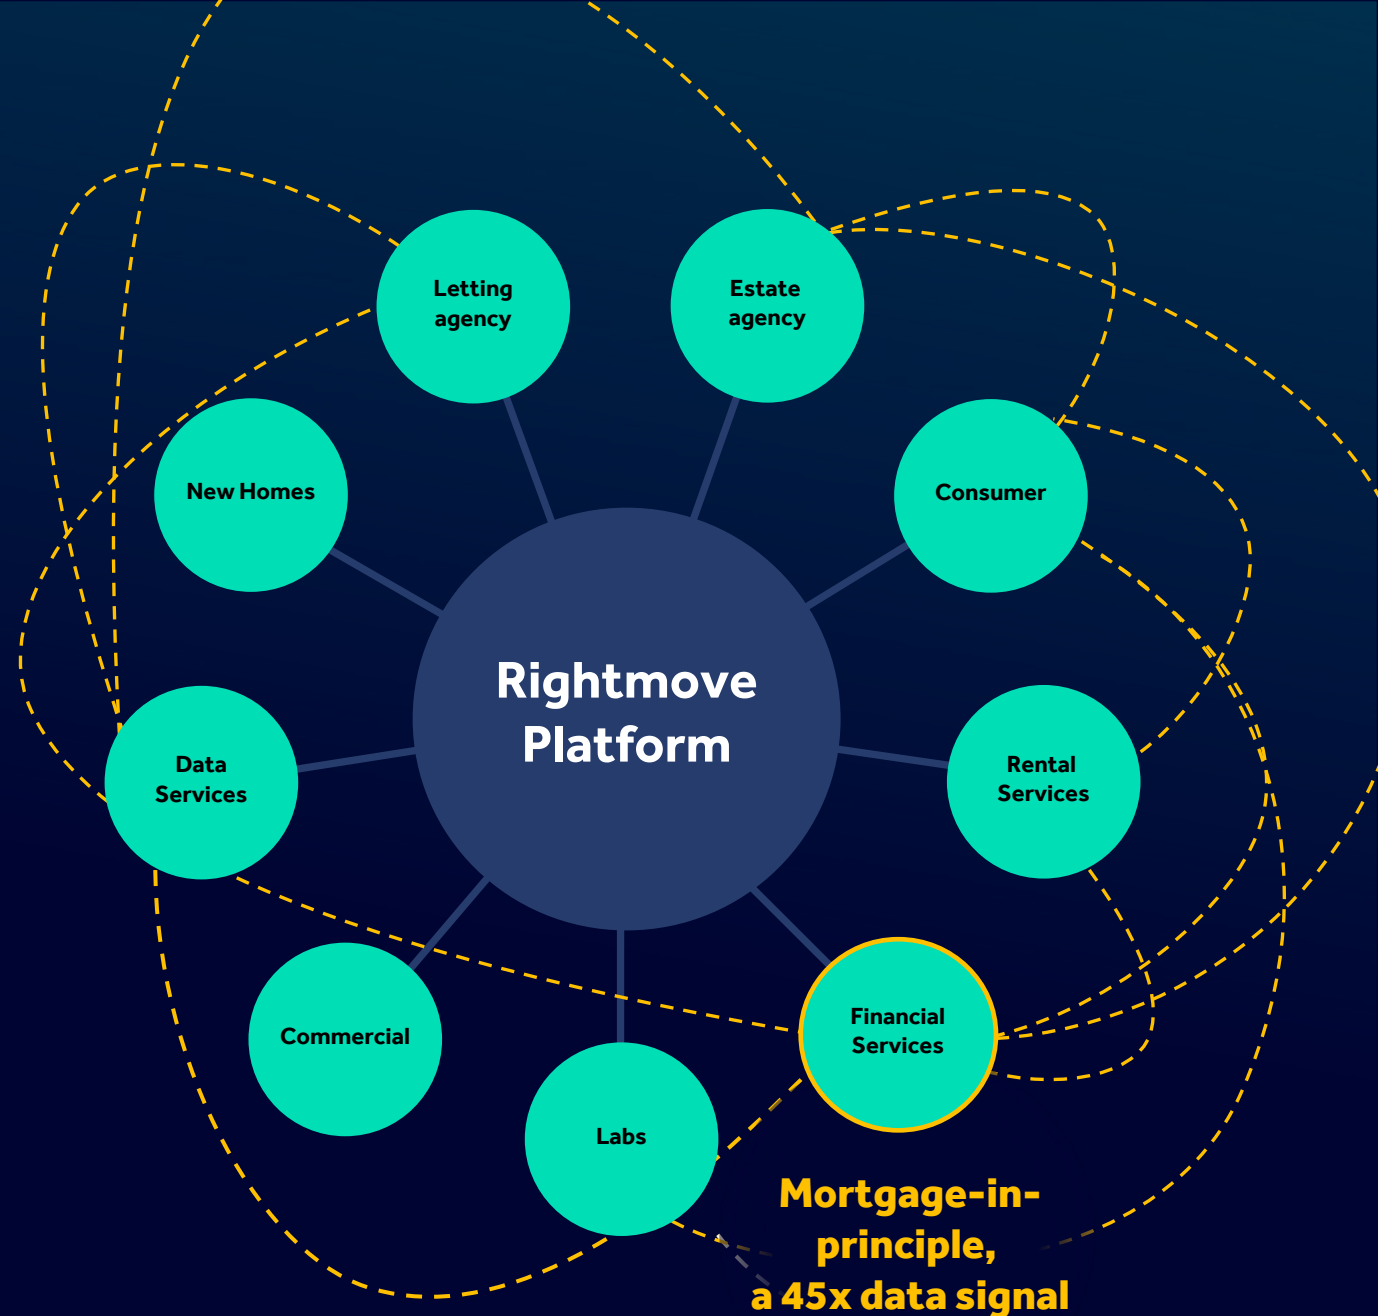 Letting
agency
Estate
agency
New Homes
Consumer
Rightmove
Platform
Data
Services
Rental
Services
Commercial
Financial
Services
Labs
Mortgage-in-
principle,
a 45x data signal